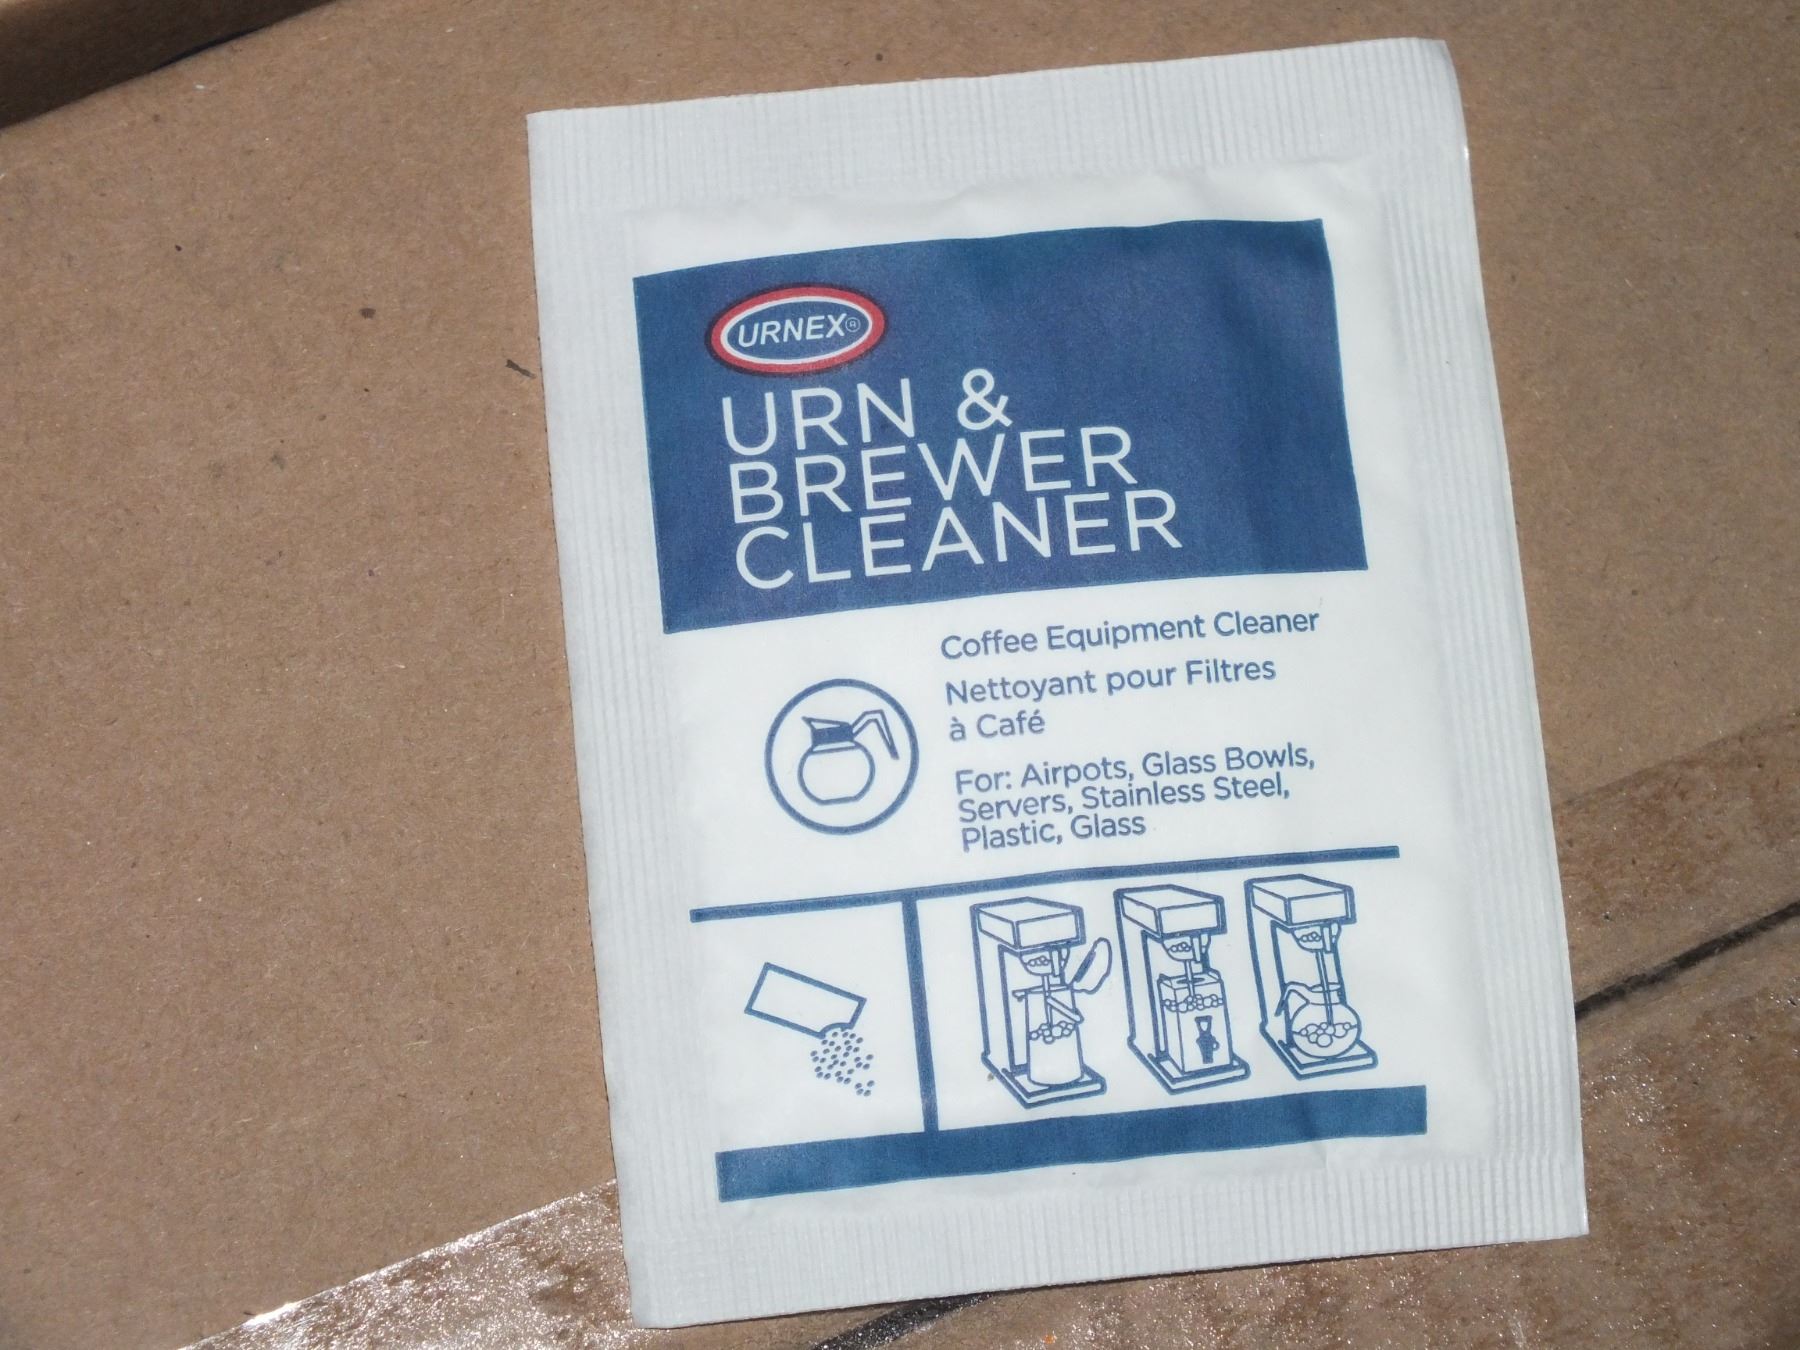 URNEX®
URN &
BREWER
CLEANER
Coffee Equipment Cleaner
Nettoyant pour Filtres
à Café
For: Airpots, Glass Bowls,
Servers, Stainless Steel,
Plastic, Glass